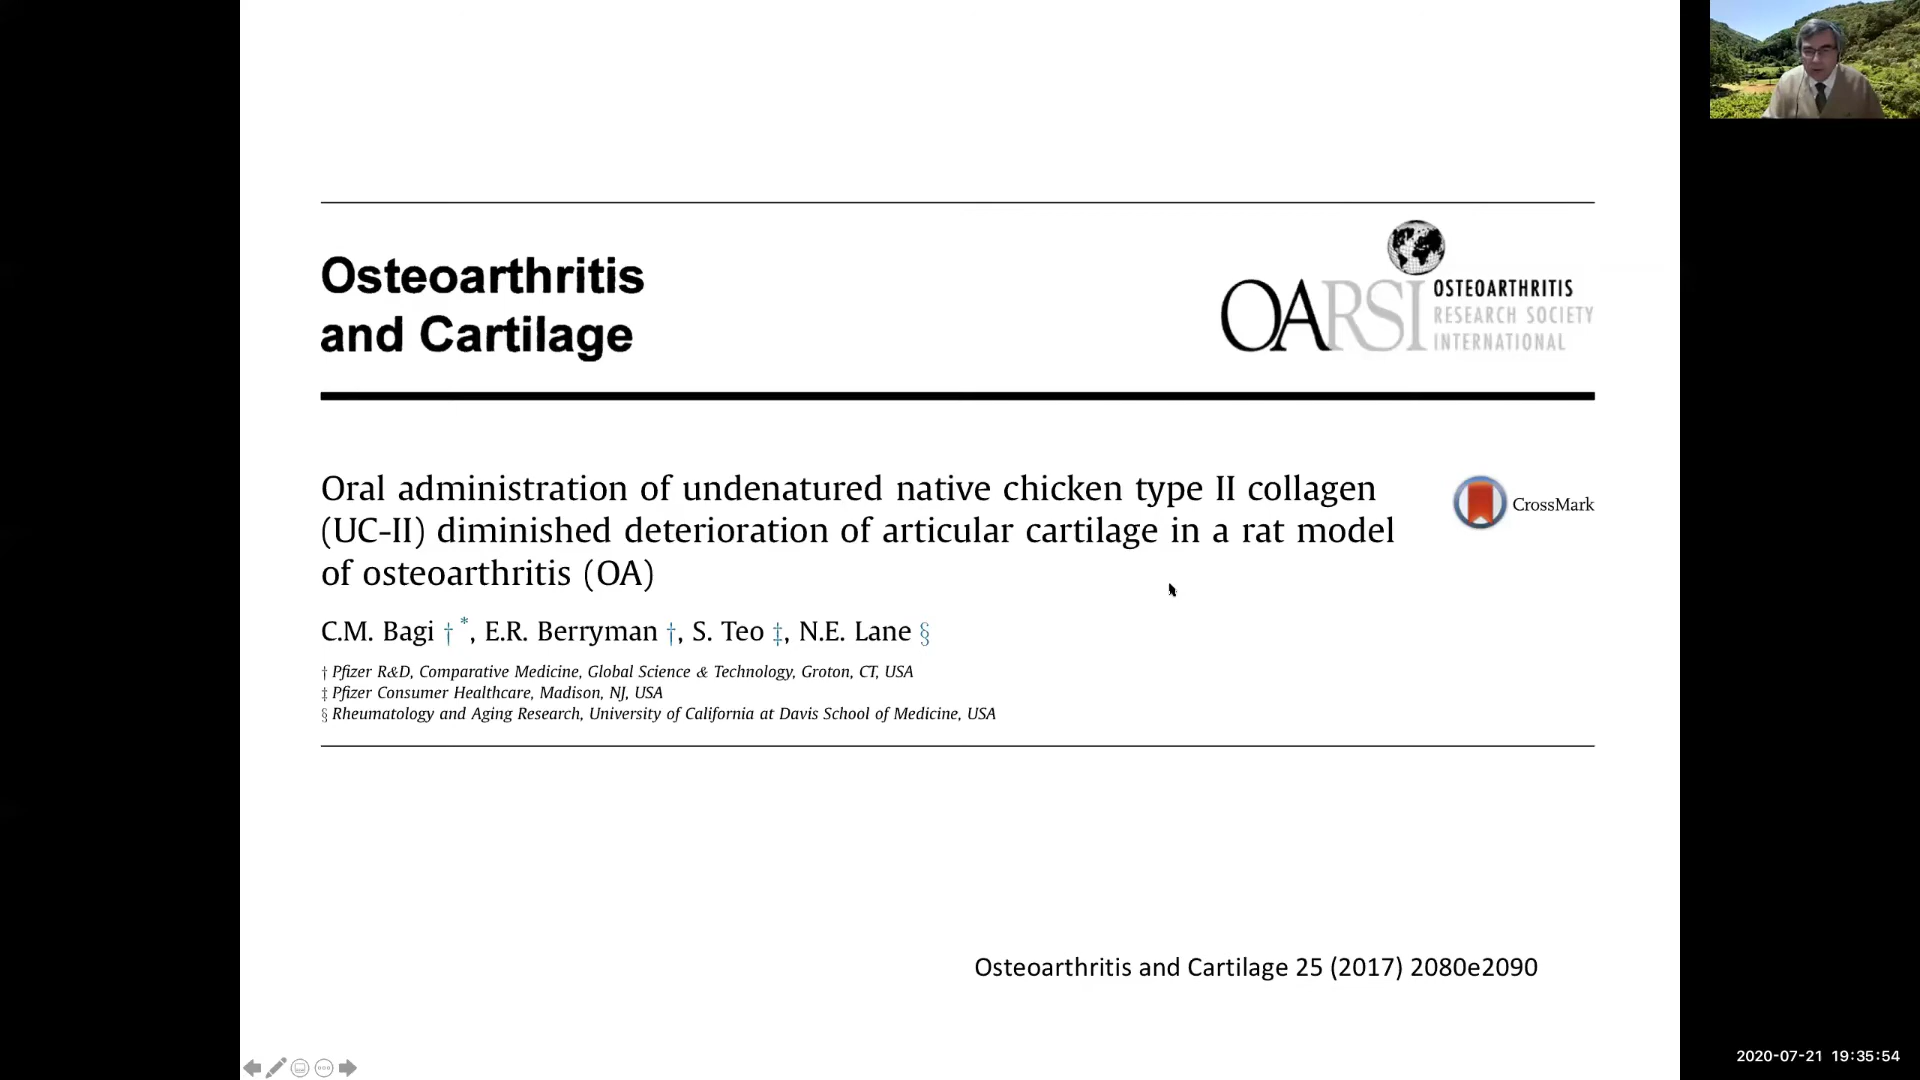 Osteoarthritis
and Cartilage
OARSI
OSTEOARTHRITIS
RESEARCH SOCIETY
INTERNATIONAL
Oral administration of undenatured native chicken type II collagen
(UC-II) diminished deterioration of articular cartilage in a rat model
of osteoarthritis (OA)
CrossMark
C.M. Bagi † *, E.R. Berryman †, S. Teo ‡, N.E. Lane §
† Pfizer R&D, Comparative Medicine, Global Science & Technology, Groton, CT, USA
‡ Pfizer Consumer Healthcare, Madison, NJ, USA
§ Rheumatology and Aging Research, University of California at Davis School of Medicine, USA
Osteoarthritis and Cartilage 25 (2017) 2080e2090
2020-07-21 19:35:54